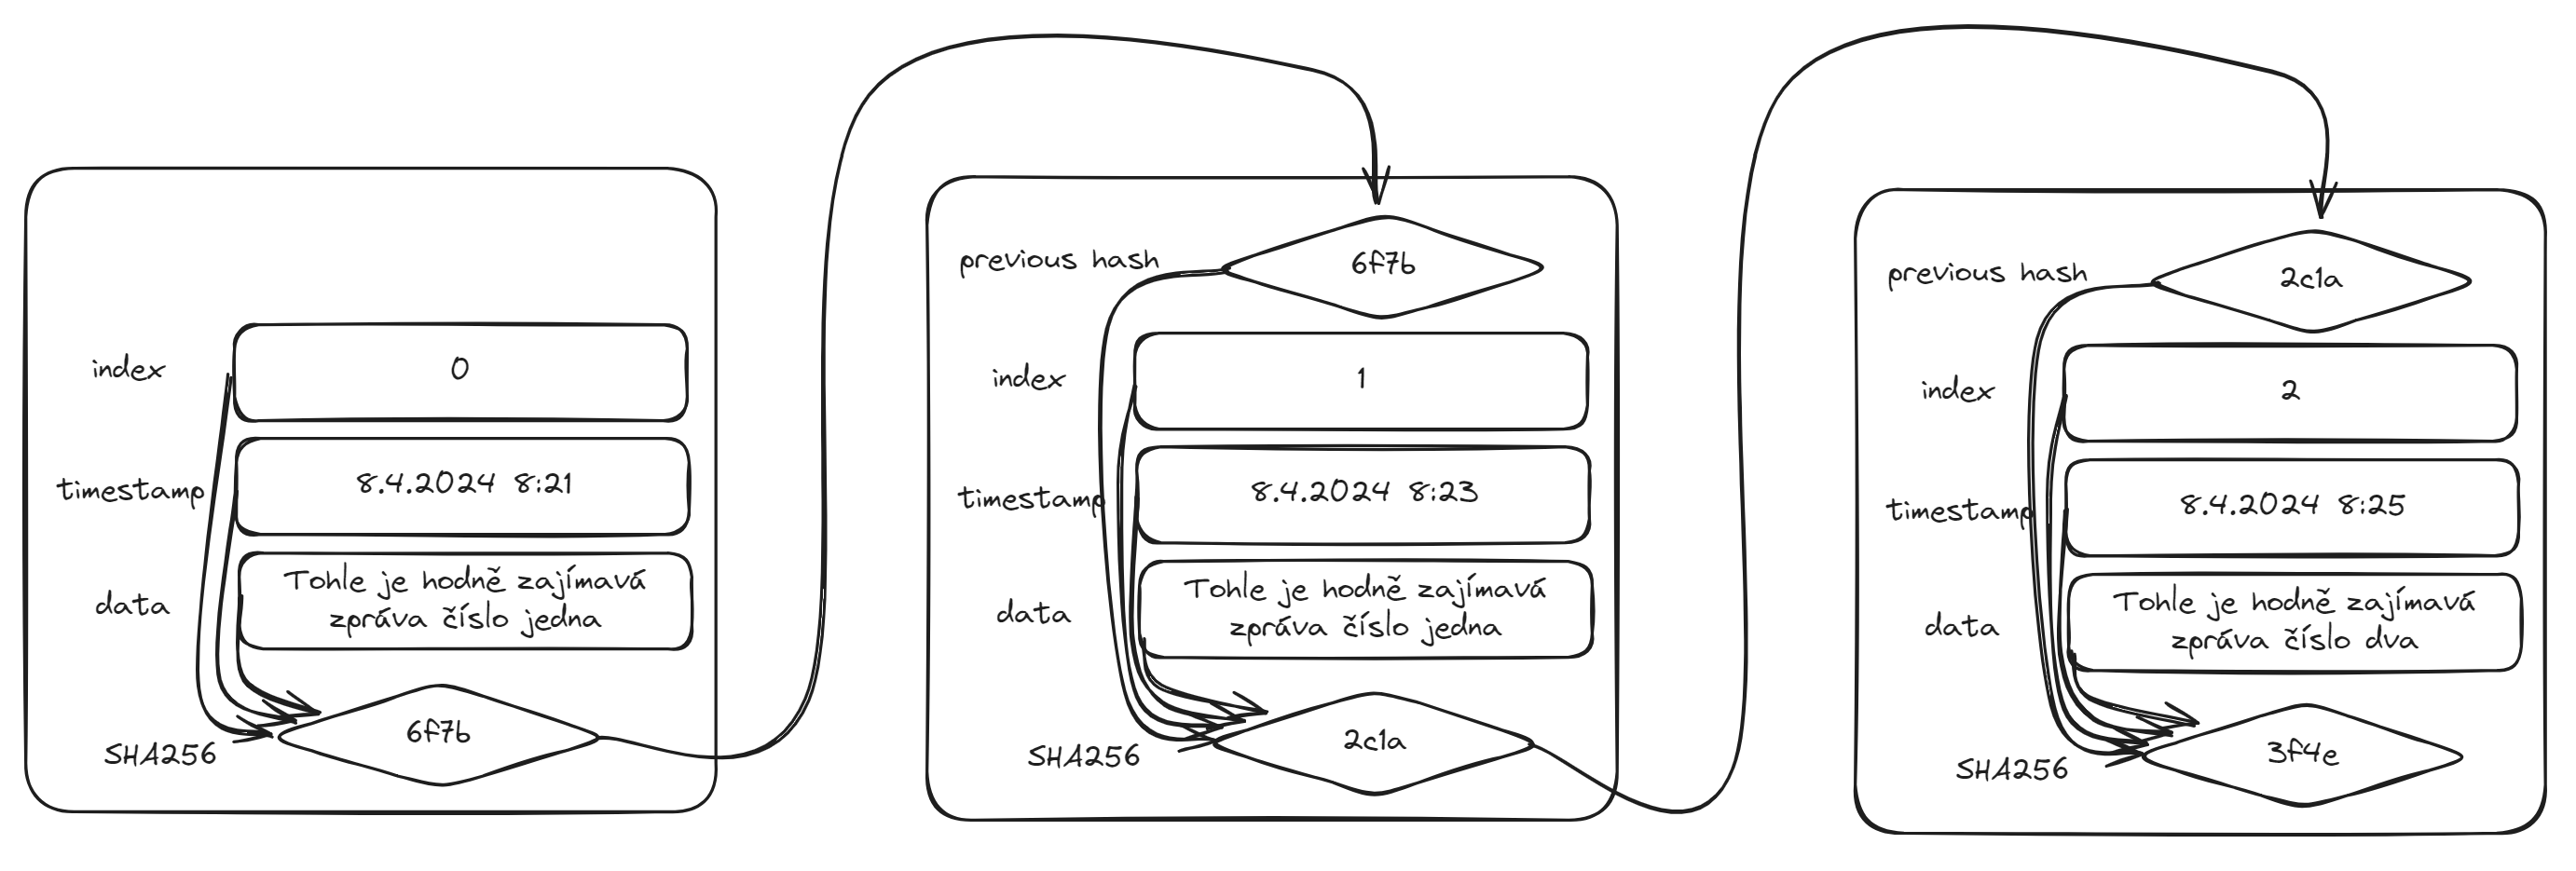 index
0
timestamp
8.4.2024 8:21
data
Tohle je hodně zajímavá
zpráva číslo jedna
SHA256
6f7b
previous hash
6f7b
index
1
timestamp
8.4.2024 8:23
data
Tohle je hodně zajímavá
zpráva číslo jedna
SHA256
2c1a
previous hash
2c1a
index
2
timestamp
8.4.2024 8:25
data
Tohle je hodně zajímavá
zpráva číslo dva
SHA256
3f4e